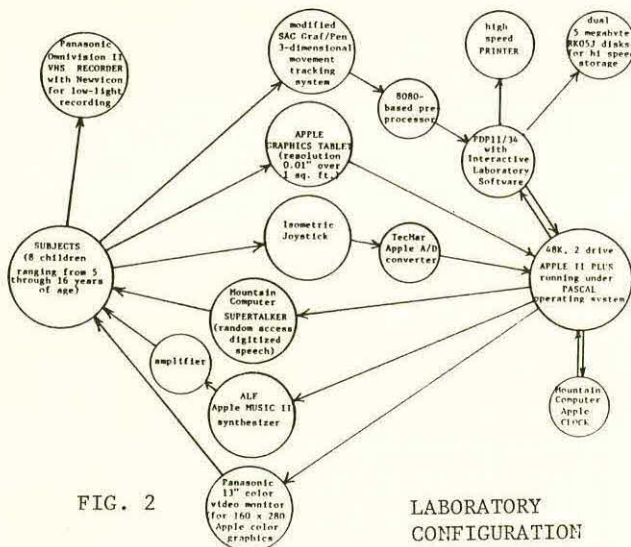 Panasonic
Omnivision II
VHS RECORDER
with Newvicon
for low-light
recording
modified
SAC Graf/Pen
3-dimensional
movement
tracking
system
high
speed
PRINTER
dual
5 megabyte
RK05J disks
for hi speed
storage
8080-
based pre-
processor
PDP11/34
with
Interactive
Laboratory
Software
APPLE
GRAPHICS TABLET
(resolution
0.01" over
1 sq. ft.)
Isometric
Joystick
TecMar
Apple A/D
converter
SUBJECTS
(8 children
ranging from 5
through 16 years
of age)
48K, 2 drive
APPLE II PLUS
running under
PASCAL
operating system
Mountain
Computer
SUPERTALKER
(random access
digitized
speech)
amplifier
ALF
Apple MUSIC II
synthesizer
Mountain
Computer
Apple
CLOCK
Panasonic
13" color
video monitor
for 160 x 280
Apple color
graphics
FIG. 2
LABORATORY
CONFIGURATION